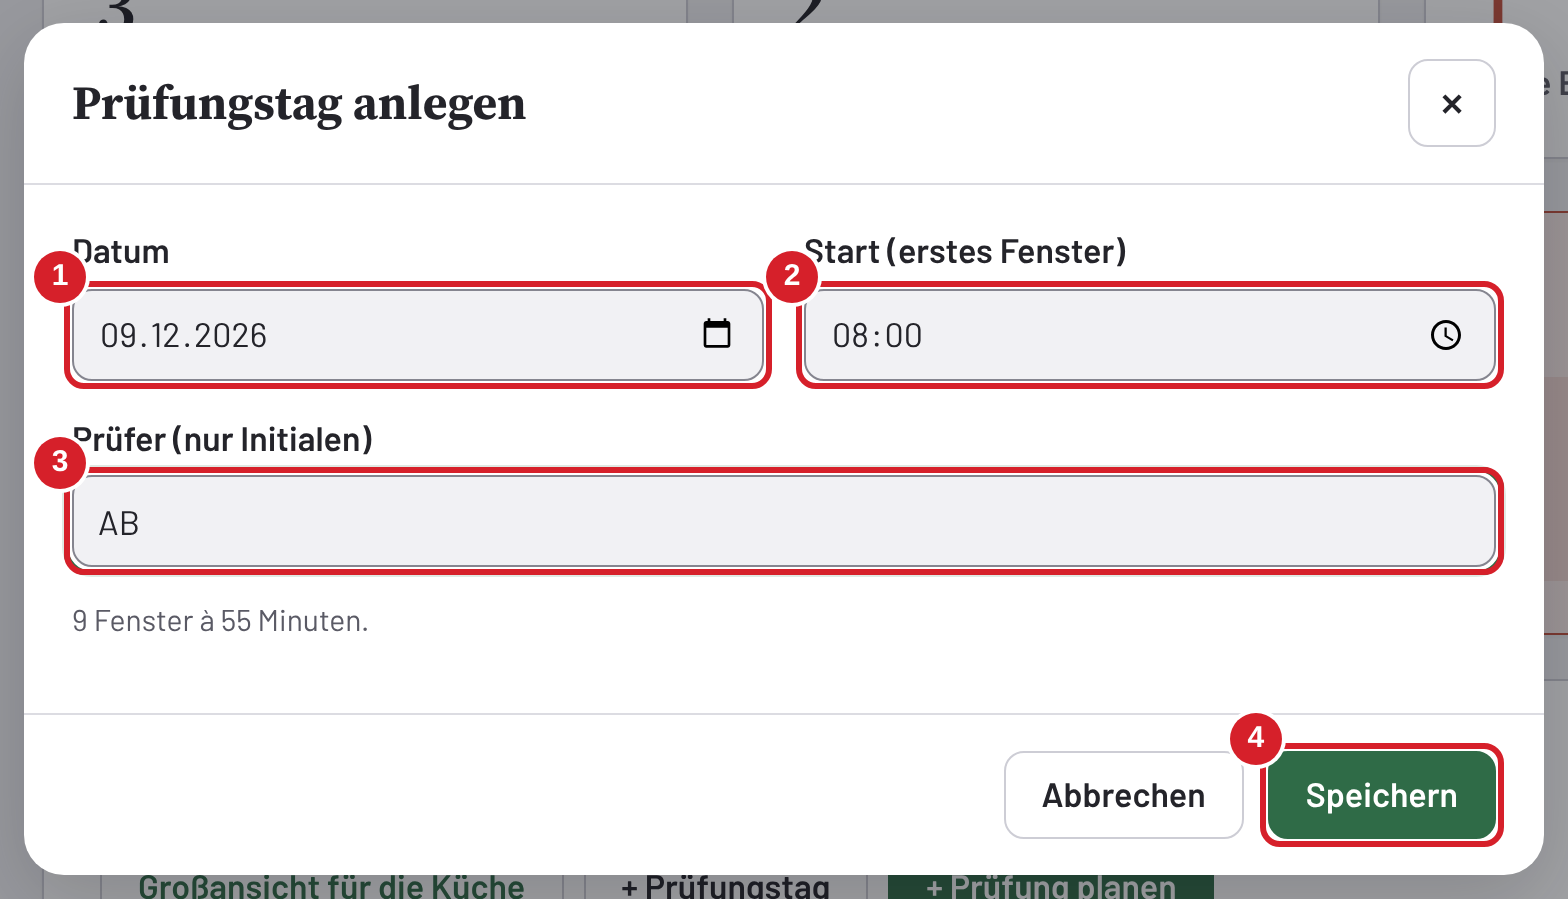 Prüfungstag anlegen
×
Datum
Start (erstes Fenster)
1
2
09.12.2026
08:00
Prüfer (nur Initialen)
3
AB
9 Fenster à 55 Minuten.
4
Abbrechen
Speichern
Großansicht für die Küche
+ Prüfungstag
+ Prüfung planen